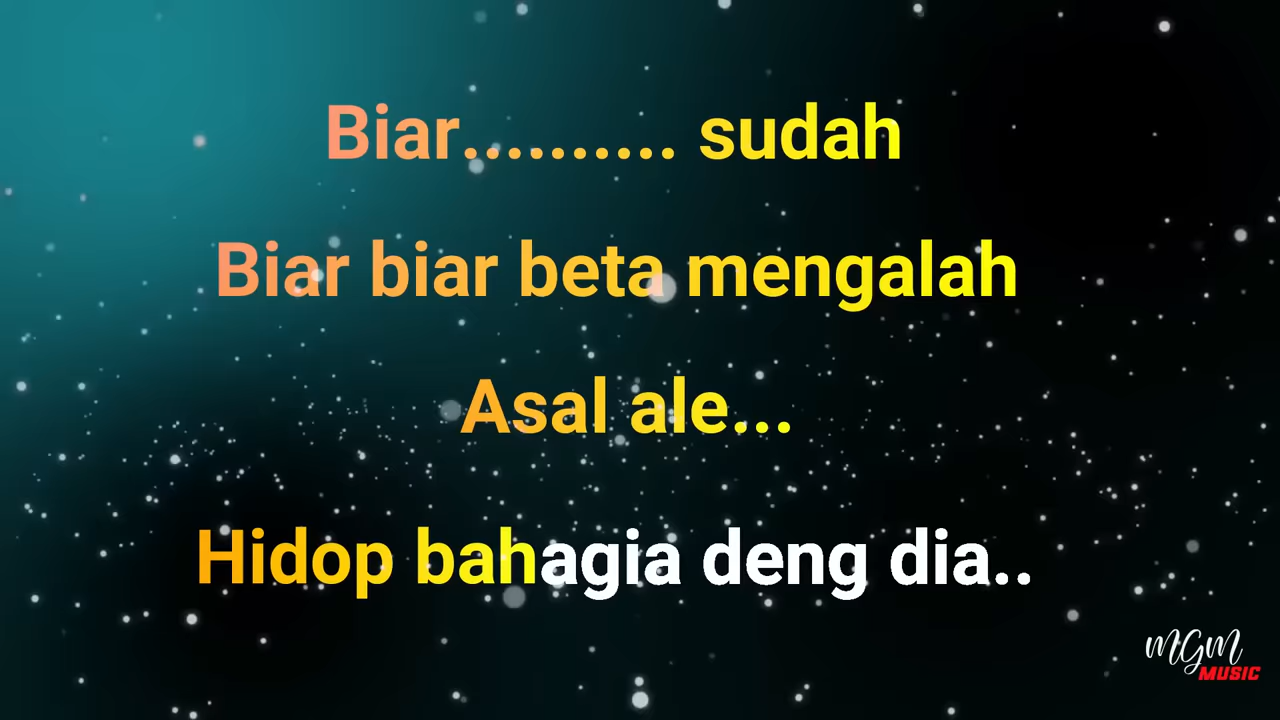 Biar.......... sudah
Biar biar beta mengalah
Asal ale...
Hidop bahagia deng dia..
mGm
MUSIC